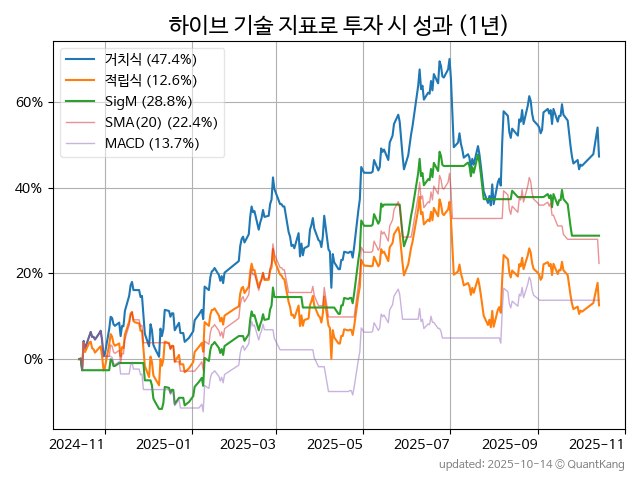 하이브 기술 지표로 투자 시 성과 (1년)
거치식 (47.4%)
적립식 (12.6%)
SigM (28.8%)
SMA(20) (22.4%)
MACD (13.7%)
60%
40%
20%
0%
2024-11 2025-01 2025-03 2025-05 2025-07 2025-09 2025-11
updated: 2025-10-14 © QuantKang